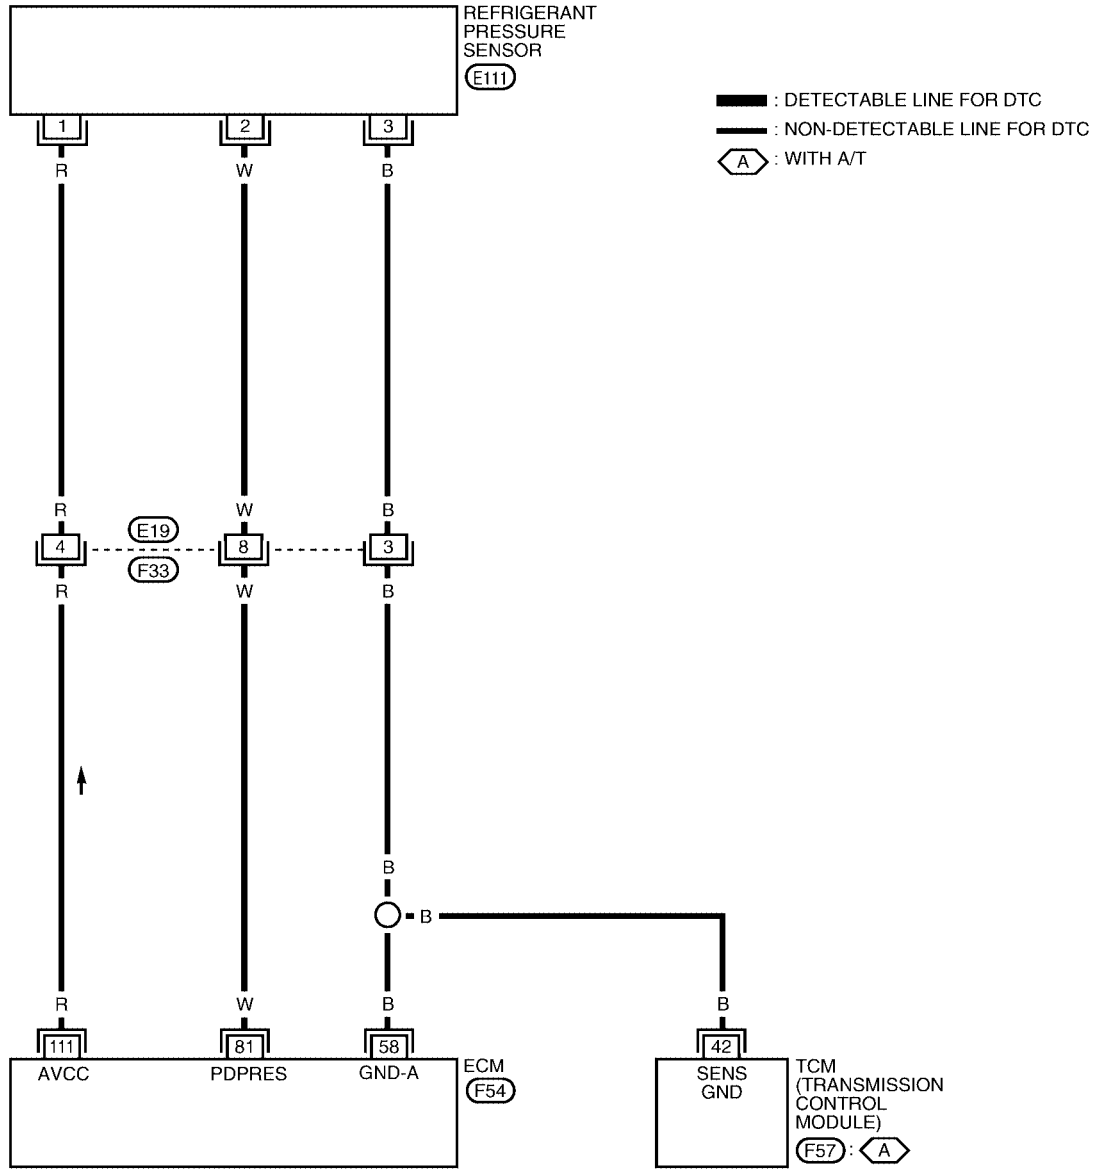 REFRIGERANT
PRESSURE
SENSOR
E111
1
2
3
R
W
B
: DETECTABLE LINE FOR DTC
: NON-DETECTABLE LINE FOR DTC
A : WITH A/T
R
W
B
E19
4
8
3
F33
R
W
B
B
B
R
W
B
B
111
81
58
42
AVCC
PDPRES
GND-A
ECM
F54
SENS
GND
TCM
(TRANSMISSION
CONTROL
MODULE)
F57 : A